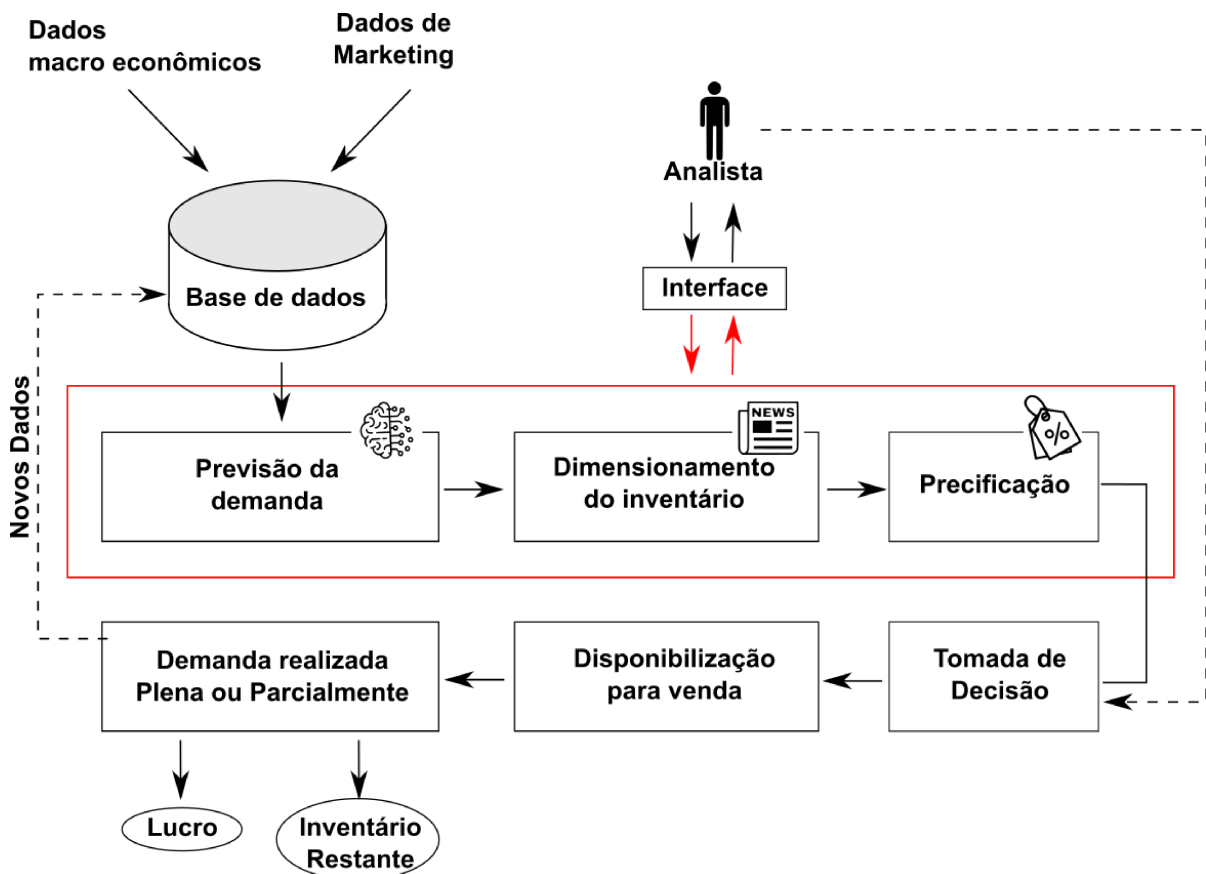 Dados
macro econômicos
Dados de
Marketing
Analista
Base de dados
Interface
Novos Dados
Previsão da
demanda
NEWS
Dimensionamento
do inventário
%
Precificação
Demanda realizada
Plena ou Parcialmente
Disponibilização
para venda
Tomada de
Decisão
Lucro
Inventário
Restante